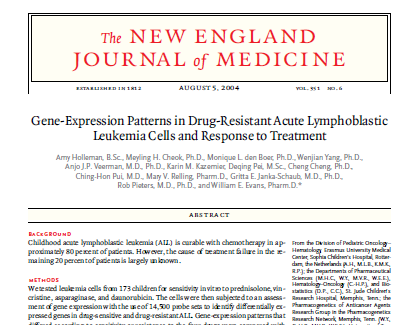 The NEW ENGLAND
JOURNAL of MEDICINE
ESTABLISHED IN 1812
AUGUST 5, 2004
VOL. 351 NO. 6
Gene-Expression Patterns in Drug-Resistant Acute Lymphoblastic
Leukemia Cells and Response to Treatment
Amy Holleman, B.Sc., Meyling H. Cheok, Ph.D., Monique L. den Boer, Ph.D., Wenjian Yang, Ph.D.,
Anjo J.P. Veerman, M.D., Ph.D., Karin M. Kazemier, Deqing Pei, M.Sc., Cheng Cheng, Ph.D.,
Ching-Hon Pui, M.D., Mary V. Relling, Pharm.D., Gritta E. Janka-Schaub, M.D., Ph.D.,
Rob Pieters, M.D., Ph.D., and William E. Evans, Pharm.D.*
ABSTRACT
BACKGROUND
Childhood acute lymphoblastic leukemia (ALL) is curable with chemotherapy in ap-
proximately 80 percent of patients. However, the cause of treatment failure in the re-
maining 20 percent of patients is largely unknown.
METHODS
We tested leukemia cells from 173 children for sensitivity in vitro to prednisolone, vin-
cristine, asparaginase, and daunorubicin. The cells were then subjected to an assess-
ment of gene expression with the use of 14,500 probe sets to identify differentially ex-
pressed genes in drug-sensitive and drug-resistant ALL. Gene-expression patterns that
From the Division of Pediatric Oncology–
Hematology, Erasmus University Medical
Center, Sophia Children's Hospital, Rotter-
dam, the Netherlands (A.H., M.L.B., K.M.K.,
R.P.); the Departments of Pharmaceutical
Sciences (M.H.C., W.Y., M.V.R., W.E.E.),
Hematology–Oncology (C.-H.P.), and Bio-
statistics (D.P., C.C.), St. Jude Children's
Research Hospital, Memphis, Tenn.; the
Pharmacogenetics of Anticancer Agents
Research Group in the Pharmacogenetics
Research Network, Memphis, Tenn. (W.Y.,